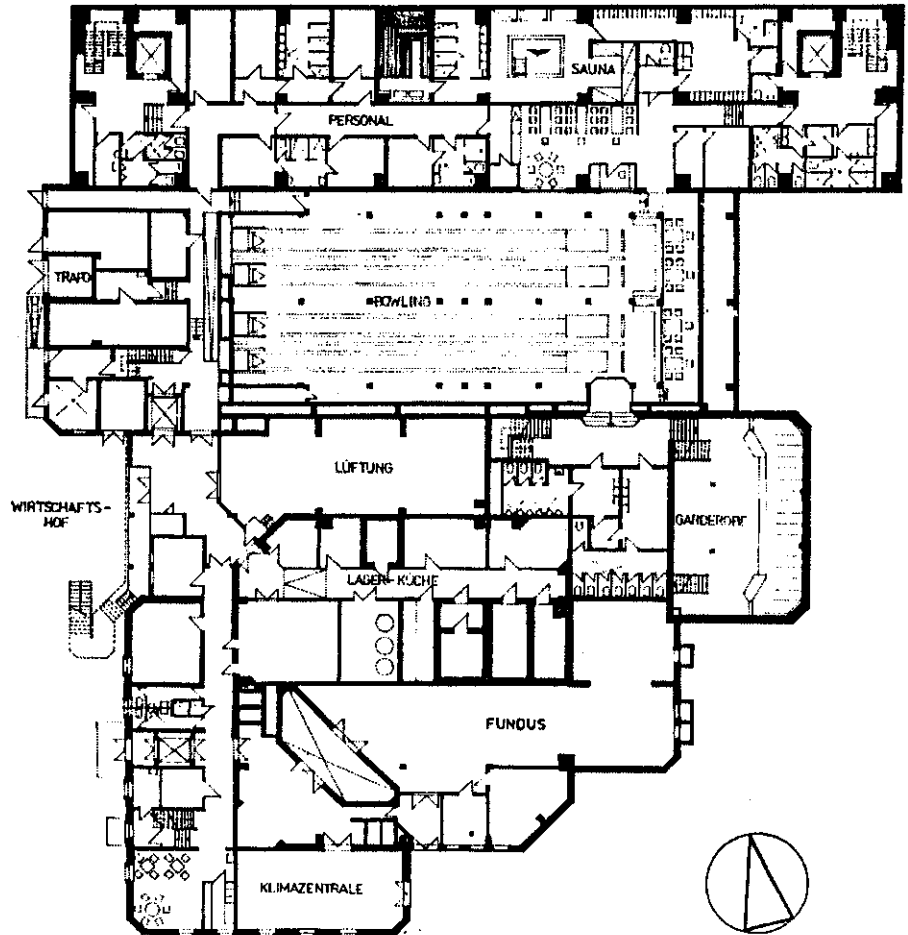 SAUNA
PERSONAL
TRAFO
BOWLING
LÜFTUNG
WIRTSCHAFTS-
HOF
GARDEROBE
LAGER-KÜCHE
FUNDUS
KLIMAZENTRALE